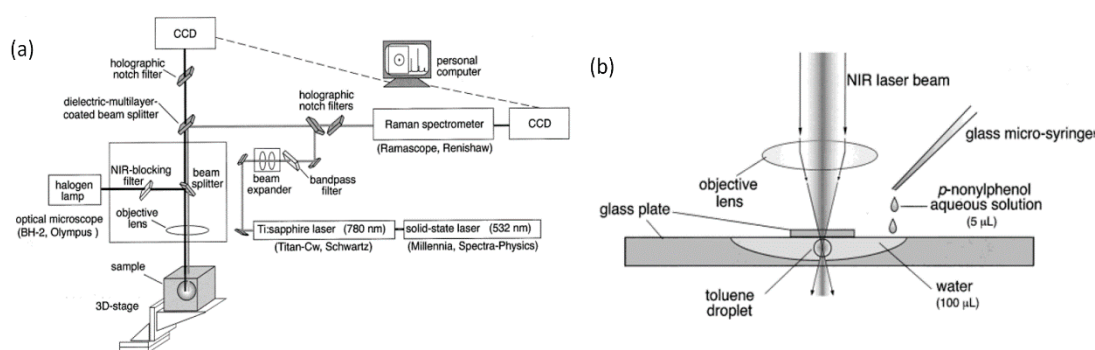 (a)
CCD
holographic
notch filter
dielectric-multilayer-
coated beam splitter
personal
computer
holographic
notch filters
Raman spectrometer
CCD
(Ramascope, Renishaw)
NIR-blocking
filter
beam
splitter
beam
expander
bandpass
filter
halogen
lamp
optical microscope
(BH-2, Olympus )
objective
lens
Ti:sapphire laser (780 nm)
solid-state laser (532 nm)
(Titan-Cw, Schwartz)
(Millennia, Spectra-Physics)
sample
3D-stage
(b)
NIR laser beam
glass micro-syringe
objective
lens
p-nonylphenol
aqueous solution
(5 μL)
glass plate
toluene
droplet
water
(100 μL)